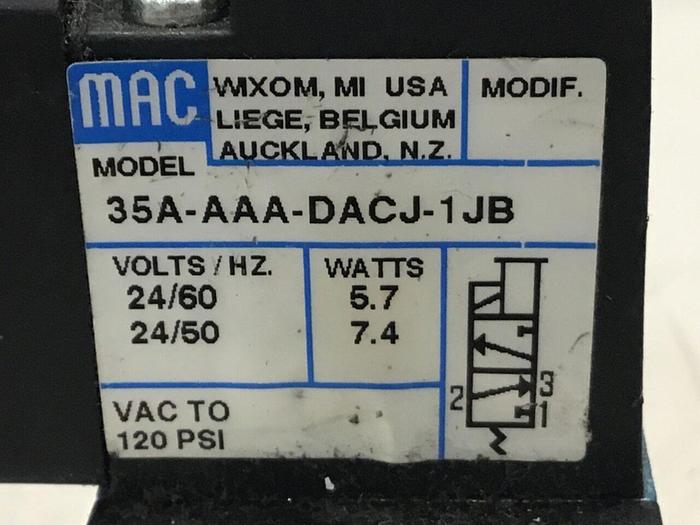 MAC
WIXOM, MI USA
LIEGE, BELGIUM
AUCKLAND, N.Z.
MODIF.
MODEL
35A-AAA-DACJ-1JB
VOLTS / HZ.
24/60
24/50
WATTS
5.7
7.4
VAC TO
120 PSI
2
3
1